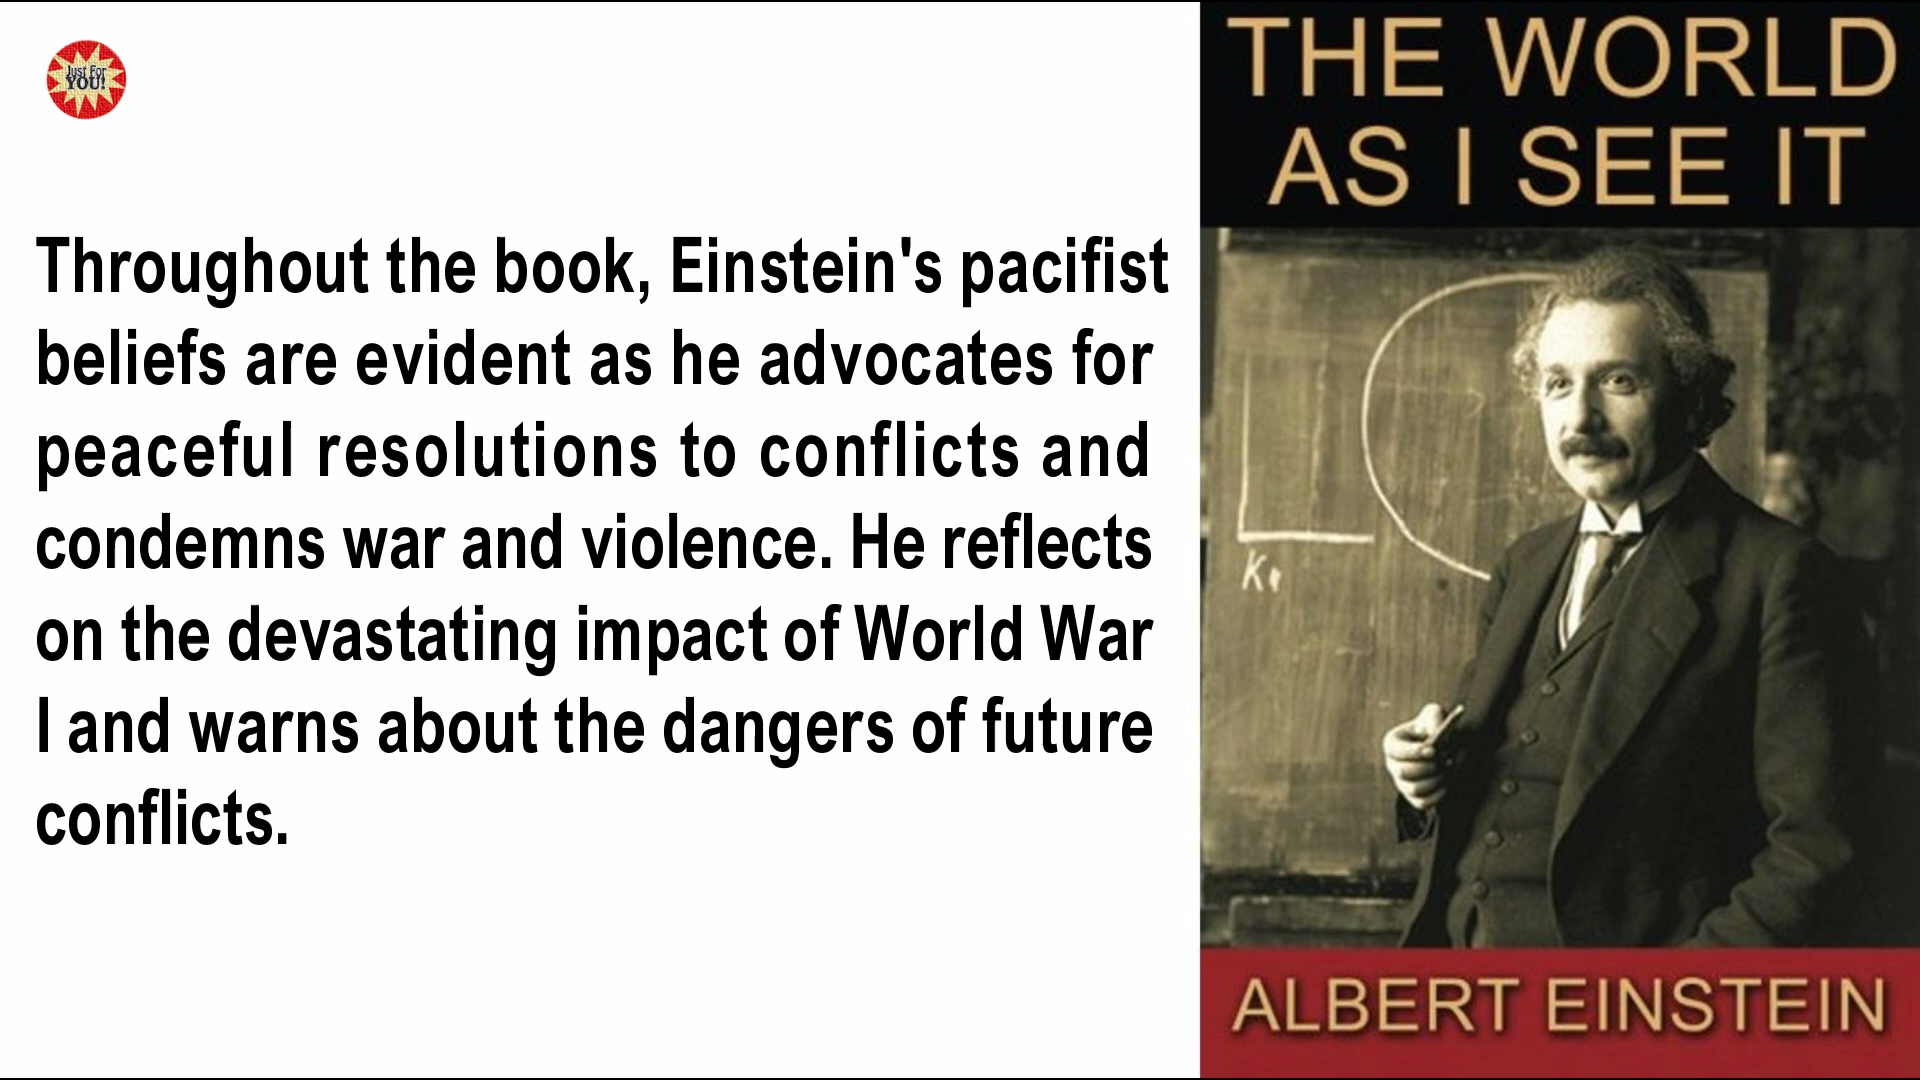 Just For
YOU!
Throughout the book, Einstein's pacifist
beliefs are evident as he advocates for
peaceful resolutions to conflicts and
condemns war and violence. He reflects
on the devastating impact of World War
I and warns about the dangers of future
conflicts.
THE WORLD
AS I SEE IT
K1
ALBERT EINSTEIN